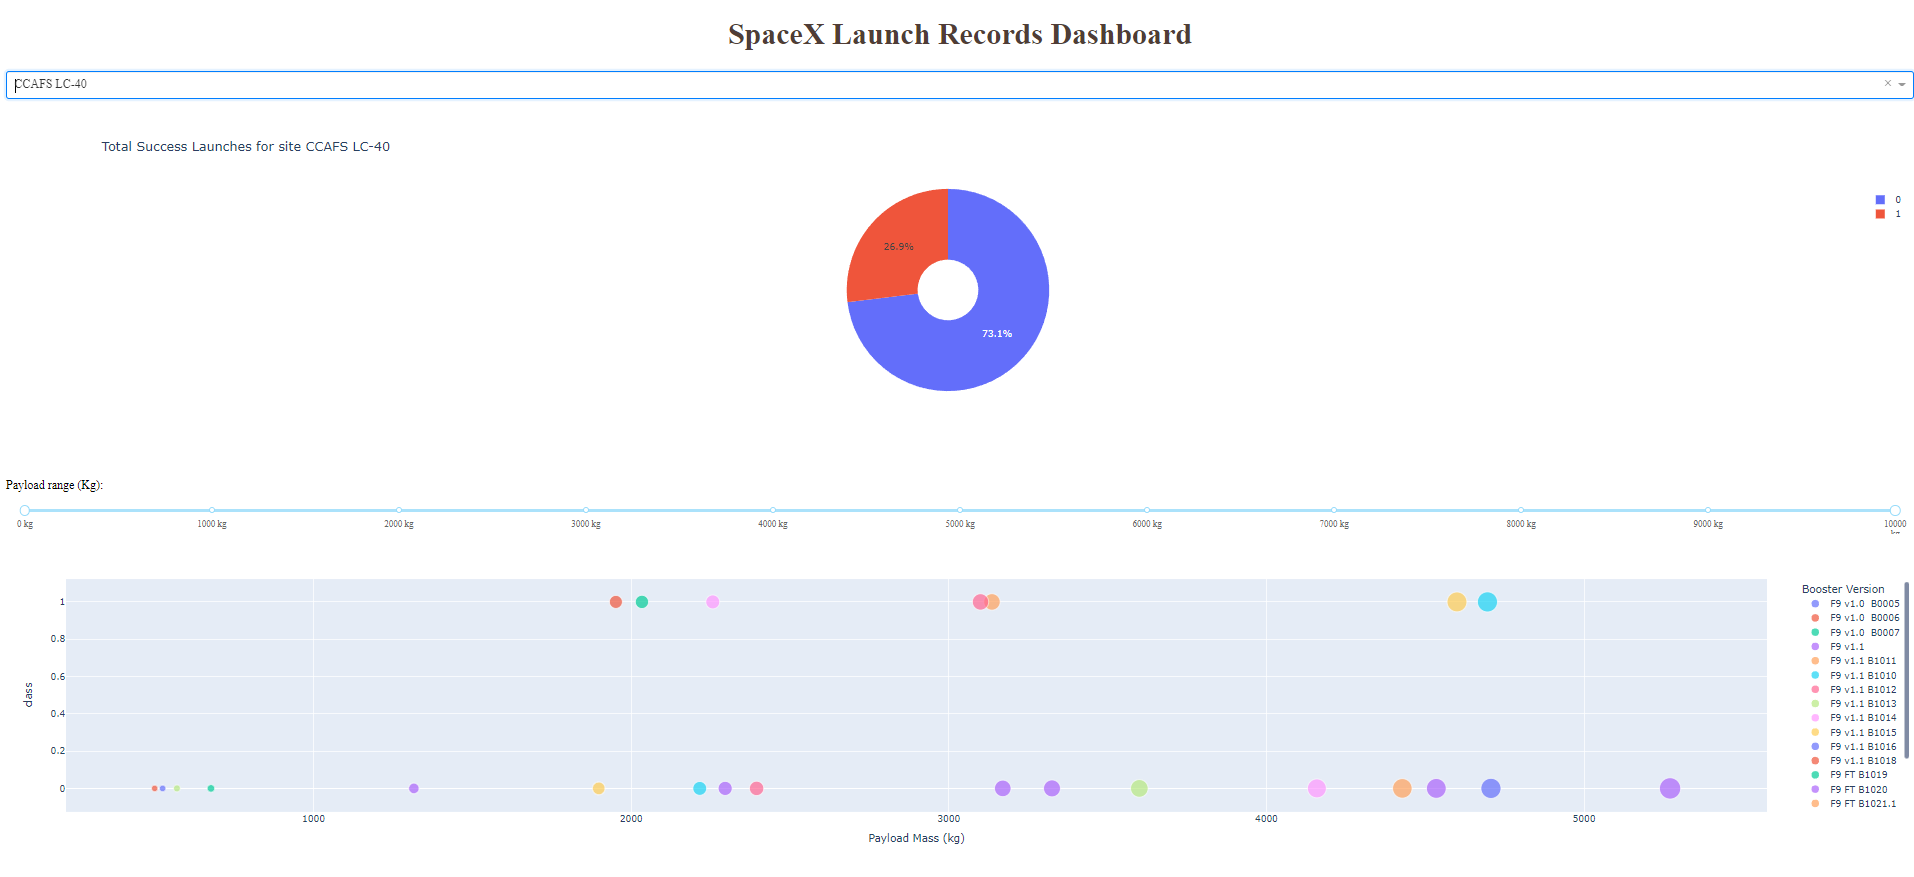 SpaceX Launch Records Dashboard
CCAFS LC-40
Total Success Launches for site CCAFS LC-40
0
1
26.9%
73.1%
Payload range (Kg):
0 kg 1000 kg 2000 kg 3000 kg 4000 kg 5000 kg 6000 kg 7000 kg 8000 kg 9000 kg 10000
kg
Booster Version
F9 v1.0  B0005
F9 v1.0  B0006
F9 v1.0  B0007
F9 v1.1
F9 v1.1 B1011
F9 v1.1 B1010
F9 v1.1 B1012
F9 v1.1 B1013
F9 v1.1 B1014
F9 v1.1 B1015
F9 v1.1 B1016
F9 v1.1 B1018
F9 FT B1019
F9 FT B1020
F9 FT B1021.1
1
0.8
0.6
0.4
0.2
0
class
1000 2000 3000 4000 5000
Payload Mass (kg)